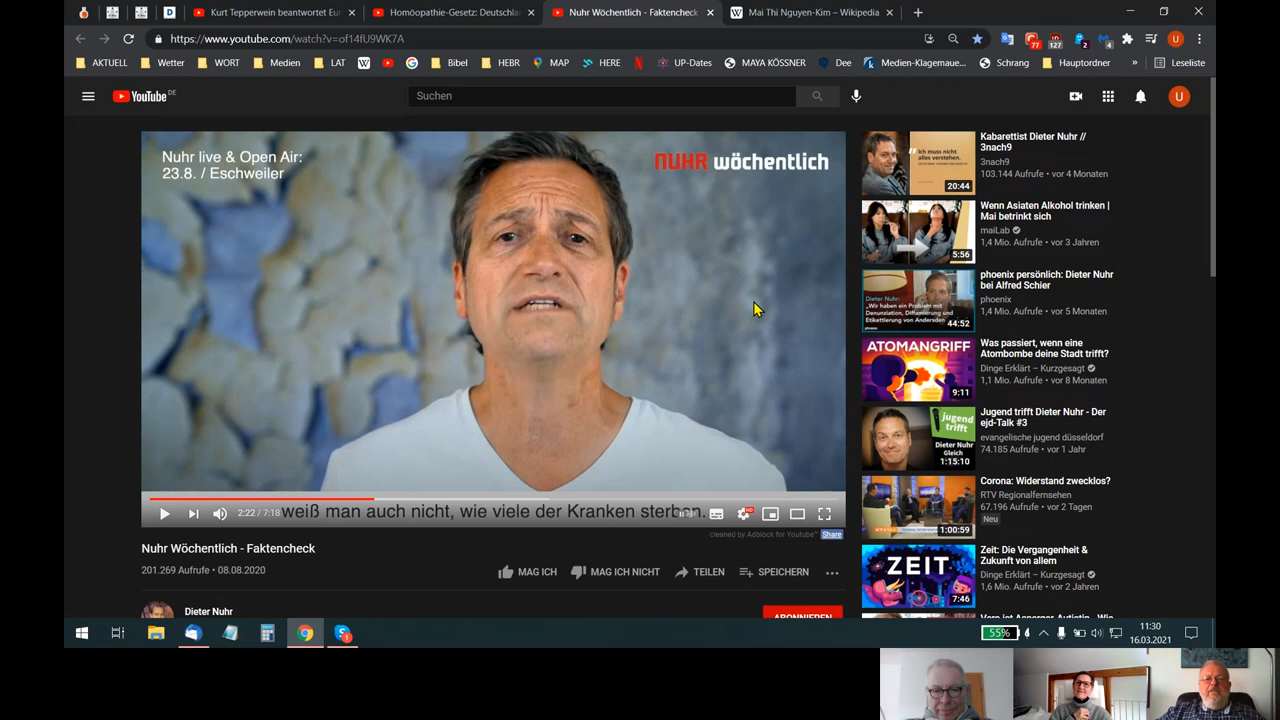 Kurt Tepperwein beantwortet Eur
Homöopathie-Gesetz: Deutschla
Nuhr Wöchentlich - Faktencheck
Mai Thi Nguyen-Kim – Wikipedia
https://www.youtube.com/watch?v=of14fU9WK7A
77
127
2
4
U
AKTUELL
Wetter
WORT
Medien
LAT
Bibel
HEBR
MAP
HERE
UP-Dates
MAYA KÖSSNER
Dee
Medien-Klagemaue...
Schrang
Hauptordner
»
Leseliste
YouTube DE
Suchen
U
Nuhr live & Open Air:
23.8. / Eschweiler
NUHR wöchentlich
weiß man auch nicht, wie viele der Kranken sterben.
2:22 / 7:18
HD
cleaned by Adblock for Youtube™ Share
Nuhr Wöchentlich - Faktencheck
MAG ICH
MAG ICH NICHT
TEILEN
SPEICHERN
Dieter Nuhr
ABONNIEREN
"Ich muss nicht
alles verstehen.
20:44
Kabarettist Dieter Nuhr //
3nach9
3nach9
103.144 Aufrufe • vor 4 Monaten
5:56
Wenn Asiaten Alkohol trinken |
Mai betrinkt sich
maiLab
1,4 Mio. Aufrufe • vor 3 Jahren
Dieter Nuhr:
„Wir haben ein Problem mit
Denunziation, Diffamierung und
Etikettierung von Andersden
phoenix
44:52
phoenix persönlich: Dieter Nuhr
bei Alfred Schier
phoenix
1,4 Mio. Aufrufe • vor 5 Monaten
ATOMANGRIFF
9:11
Was passiert, wenn eine
Atombombe deine Stadt trifft?
Dinge Erklärt – Kurzgesagt
1,1 Mio. Aufrufe • vor 8 Monaten
jugend
trifft
Dieter Nuhr
Gleich
1:15:10
Jugend trifft Dieter Nuhr - Der
ejd-Talk #3
evangelische jugend düsseldorf
74.185 Aufrufe • vor 1 Jahr
1:00:59
Corona: Widerstand zwecklos?
RTV Regionalfernsehen
67.196 Aufrufe • vor 2 Tagen
Neu
ZEIT
7:46
Zeit: Die Vergangenheit &
Zukunft von allem
Dinge Erklärt – Kurzgesagt
1,6 Mio. Aufrufe • vor 2 Jahren
55%
11:30
16.03.2021